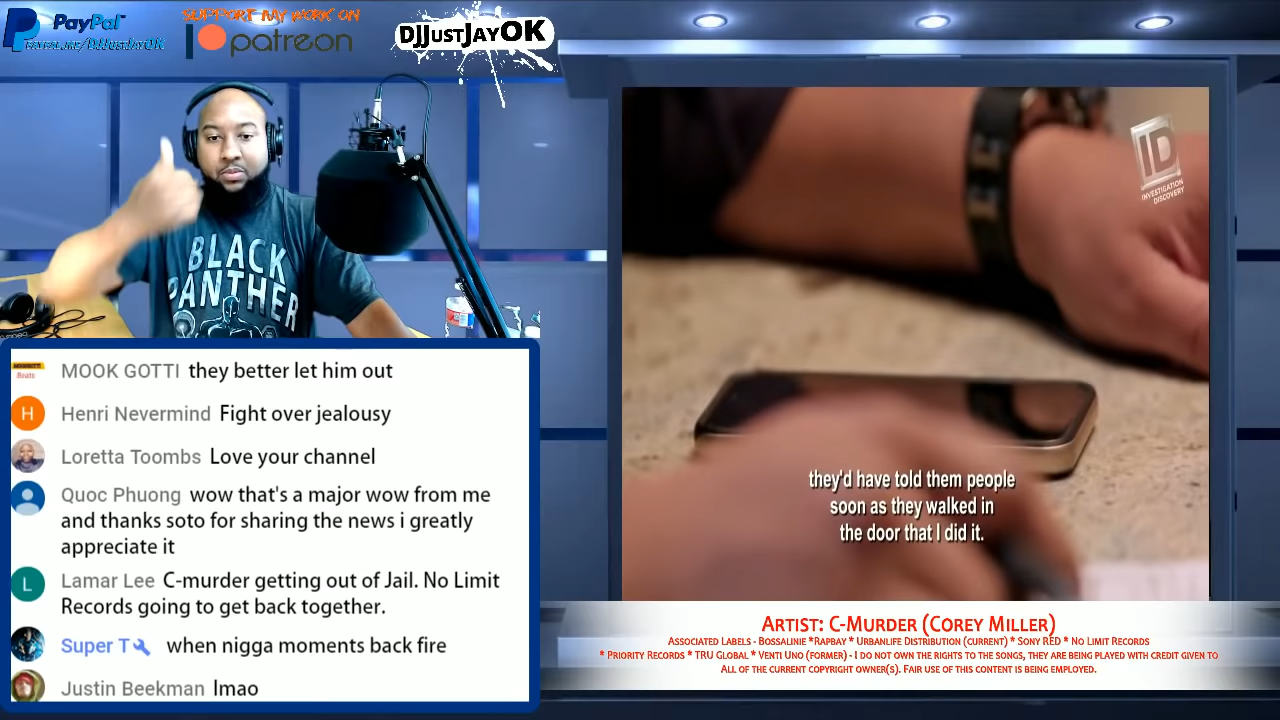 PayPal
SUPPORT MY WORK ON
patreon
DJJustJayOK
BLACK
PANTHER
ID
INVESTIGATION
DISCOVERY
MOOK GOTTI they better let him out
Beats
H Henri Nevermind Fight over jealousy
Loretta Toombs Love your channel
Quoc Phuong wow that's a major wow from me
and thanks soto for sharing the news i greatly
appreciate it
L Lamar Lee C-murder getting out of Jail. No Limit
Records going to get back together.
Super T when nigga moments back fire
Justin Beekman lmao
they'd have told them people
soon as they walked in
the door that I did it.
Artist: C-Murder (Corey Miller)
Associated Labels - Bossalinie *Rapbay * Urbanlife Distribution (current) * Sony RED * No Limit Records
* Priority Records * TRU Global * Venti Uno (Former) - I do not own the rights to the songs, they are being played with credit given to
all of the current copyright owner(s). Fair use of this content is being employed.